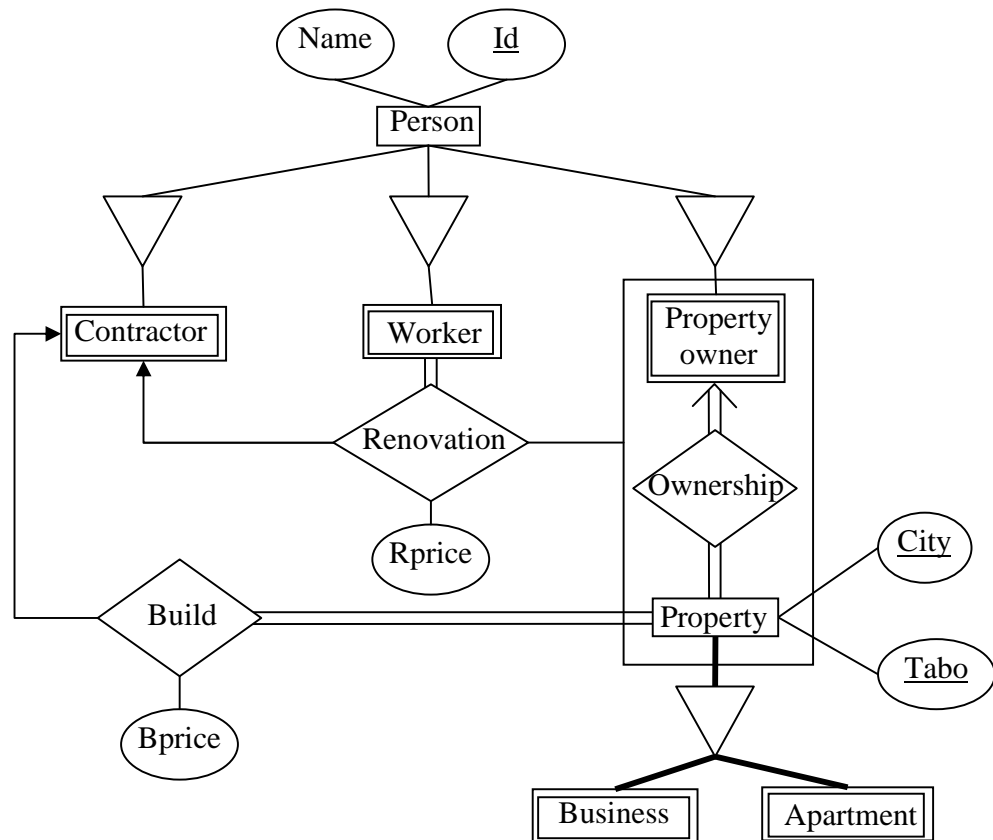 Name
Id
Person
Contractor
Worker
Property
owner
Renovation
Ownership
Rprice
City
Build
Property
Tabo
Bprice
Business
Apartment